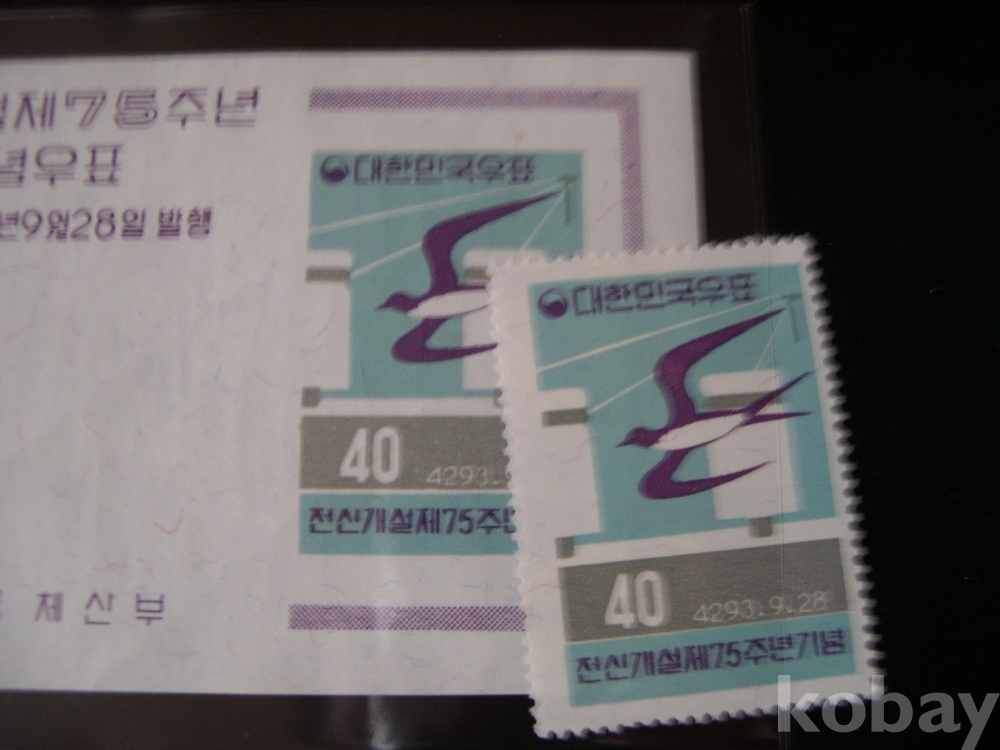 제75주년
념우표
년9월28일 발행
대한민국우표
40
4293.
전신개설제75주년
제산부
대한민국우표
40
4293.9.28
전신개설제75주년기념
kobay